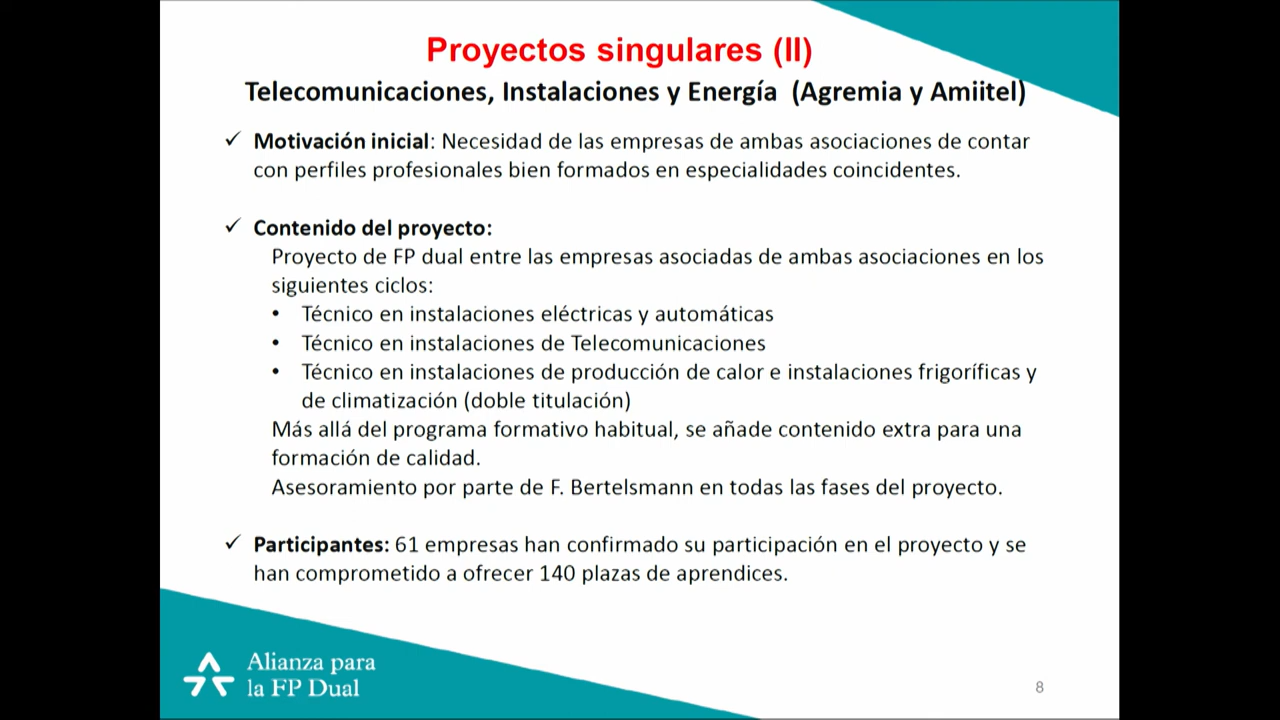 Proyectos singulares (II)
Telecomunicaciones, Instalaciones y Energía (Agremia y Amiitel)
✓ Motivación inicial: Necesidad de las empresas de ambas asociaciones de contar
con perfiles profesionales bien formados en especialidades coincidentes.
✓ Contenido del proyecto:
Proyecto de FP dual entre las empresas asociadas de ambas asociaciones en los
siguientes ciclos:
• Técnico en instalaciones eléctricas y automáticas
• Técnico en instalaciones de Telecomunicaciones
• Técnico en instalaciones de producción de calor e instalaciones frigoríficas y
de climatización (doble titulación)
Más allá del programa formativo habitual, se añade contenido extra para una
formación de calidad.
Asesoramiento por parte de F. Bertelsmann en todas las fases del proyecto.
✓ Participantes: 61 empresas han confirmado su participación en el proyecto y se
han comprometido a ofrecer 140 plazas de aprendices.
Alianza para
la FP Dual
8